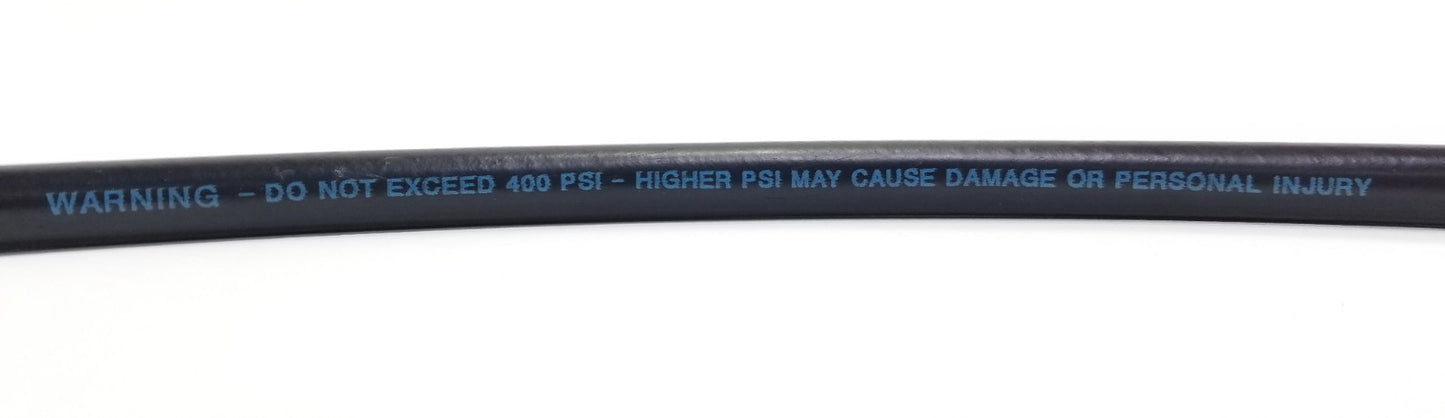 WARNING - DO NOT EXCEED 400 PSI - HIGHER PSI MAY CAUSE DAMAGE OR PERSONAL INJURY